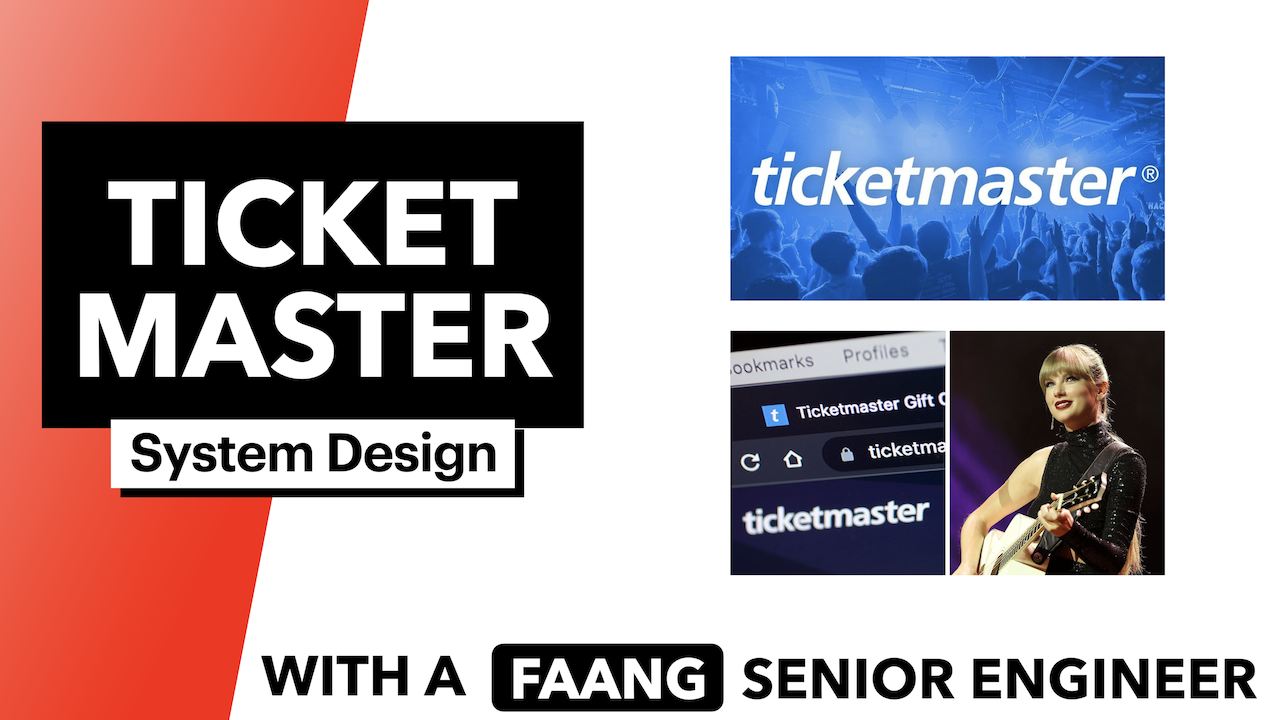 TICKET
MASTER
System Design
ticketmaster®
ookmarks Profiles
t Ticketmaster Gift
ticketma
ticketmaster
WITH A FAANG SENIOR ENGINEER